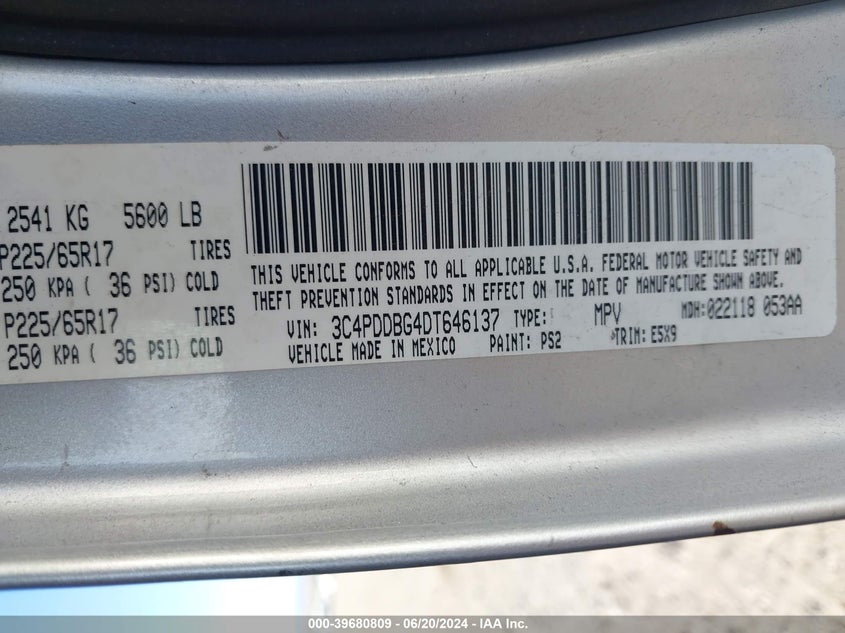 2541 KG 5600 LB
P225/65R17 TIRES
250 KPA ( 36 PSI) COLD
P225/65R17 TIRES
250 KPA ( 36 PSI) COLD
THIS VEHICLE CONFORMS TO ALL APPLICABLE U.S.A. FEDERAL MOTOR VEHICLE SAFETY AND
THEFT PREVENTION STANDARDS IN EFFECT ON THE DATE OF MANUFACTURE SHOWN ABOVE.
VIN: 3C4PDDBG4DT646137 TYPE: MPV MDH:022118 053AA
VEHICLE MADE IN MEXICO PAINT: PS2 TRIM: E5X9
000-39680809 | 06/20/2024 | IAA Inc.